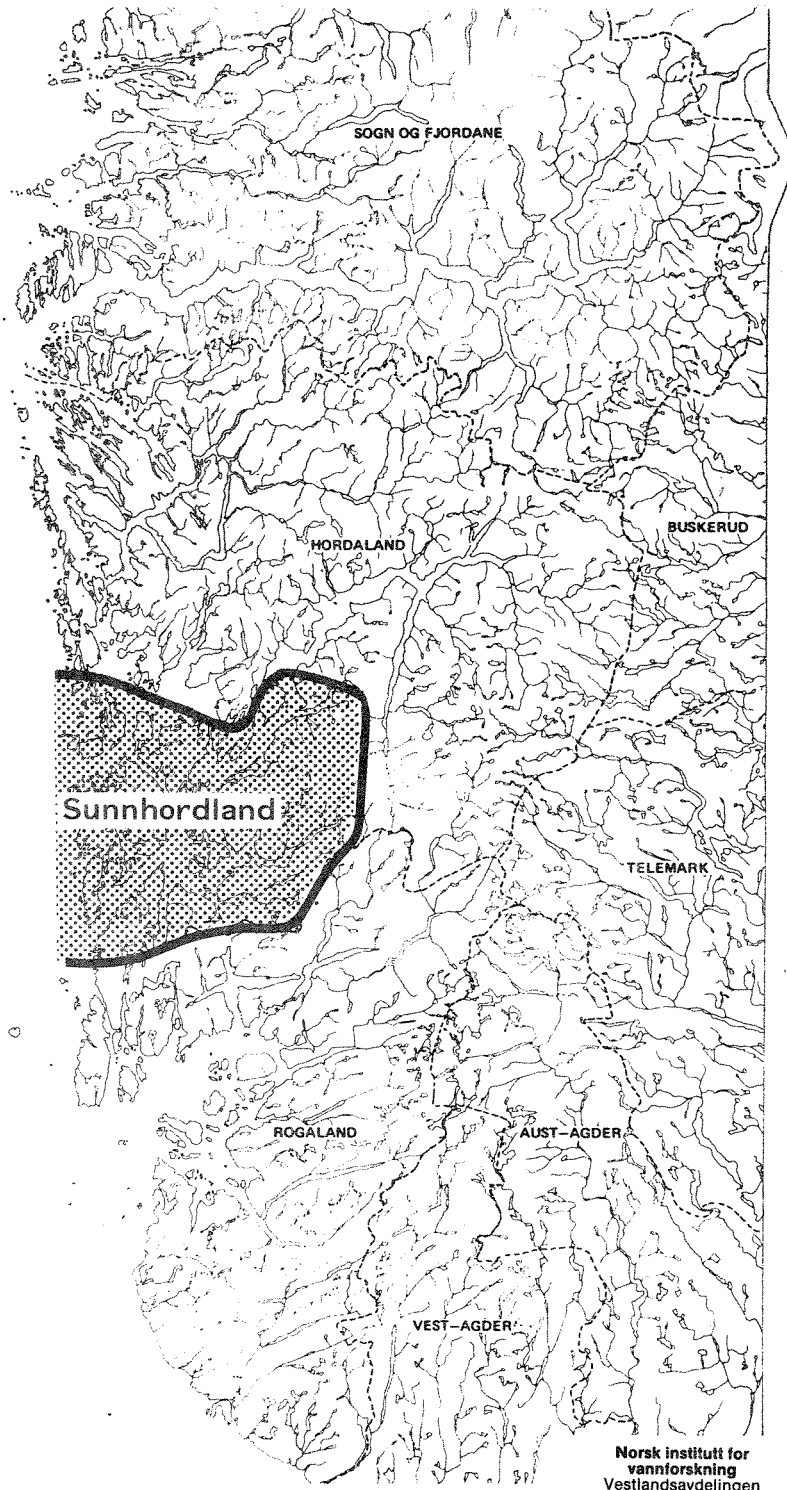 SOGN OG FJORDANE
BUSKERUD
HORDALAND
Sunnhordland
TELEMARK
ROGALAND
AUST-AGDER
VEST-AGDER
Norsk institutt for
vannforskning
Vestlandsavdelingen